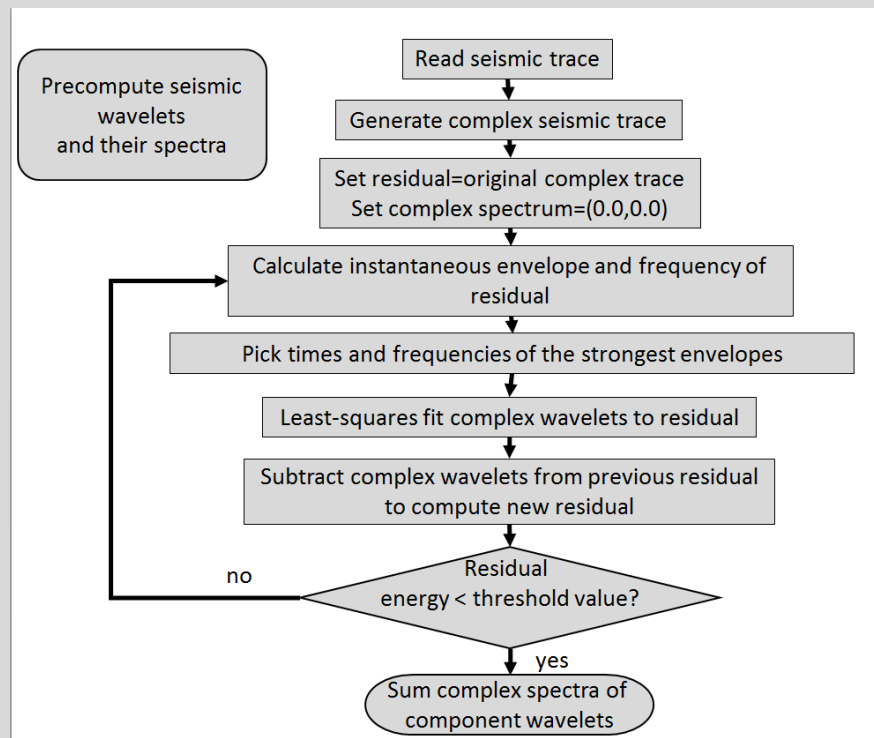 Precompute seismic
wavelets
and their spectra
Read seismic trace
Generate complex seismic trace
Set residual=original complex trace
Set complex spectrum=(0.0,0.0)
Calculate instantaneous envelope and frequency of
residual
Pick times and frequencies of the strongest envelopes
Least-squares fit complex wavelets to residual
Subtract complex wavelets from previous residual
to compute new residual
Residual
energy < threshold value?
no
yes
Sum complex spectra of
component wavelets